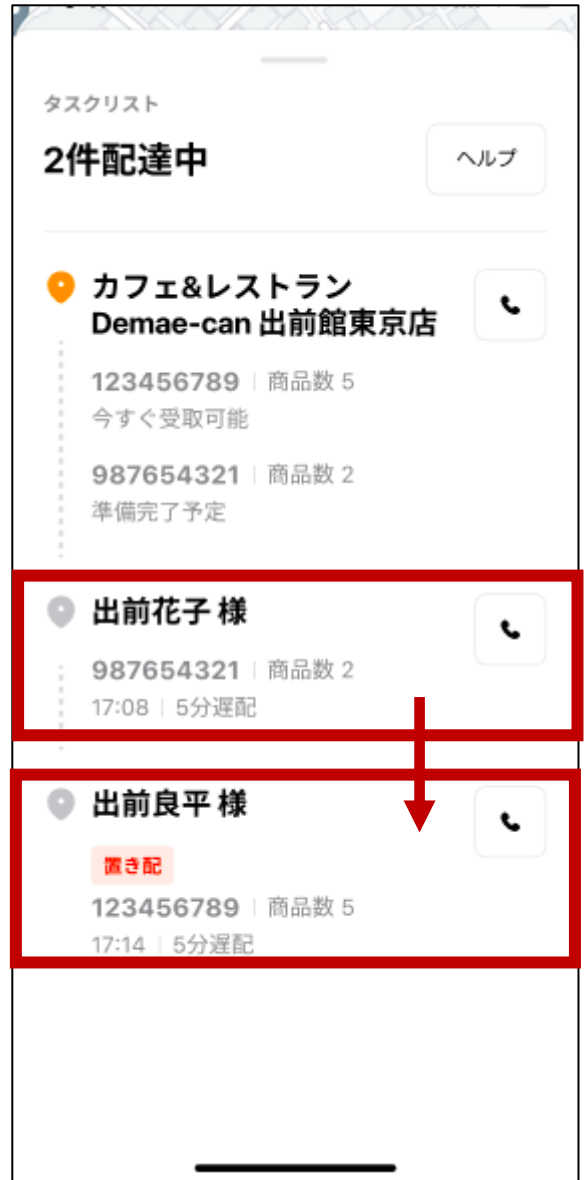 タスクリスト
2件配達中
ヘルプ
カフェ&レストラン
Demae-can 出前館東京店
123456789 | 商品数 5
今すぐ受取可能
987654321 | 商品数 2
準備完了予定
出前花子 様
987654321 | 商品数 2
17:08 | 5分遅配
出前良平 様
置き配
123456789 | 商品数 5
17:14 | 5分遅配